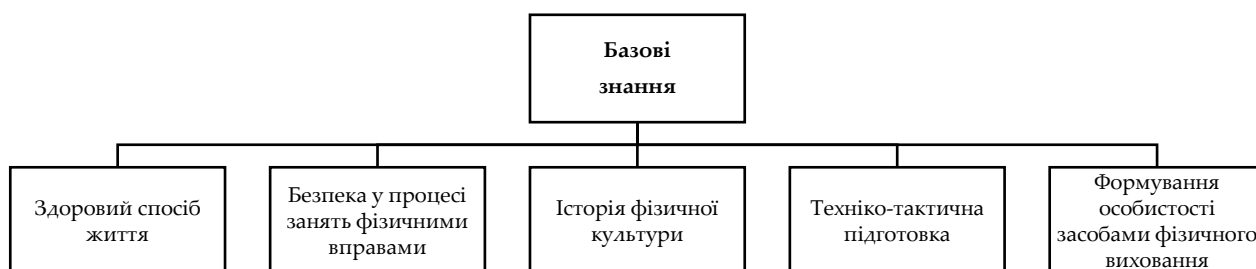 Базові
знання
Здоровий спосіб
життя
Безпека у процесі
занять фізичними
вправами
Історія фізичної
культури
Техніко-тактична
підготовка
Формування
особистості
засобами фізичного
виховання